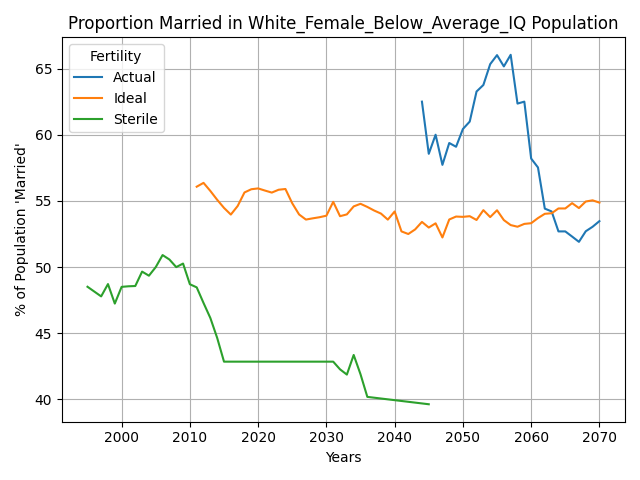 Proportion Married in White_Female_Below_Average_IQ Population
Fertility
Actual
Ideal
Sterile
65
60
55
50
45
40
% of Population 'Married'
2000 2010 2020 2030 2040 2050 2060 2070
Years